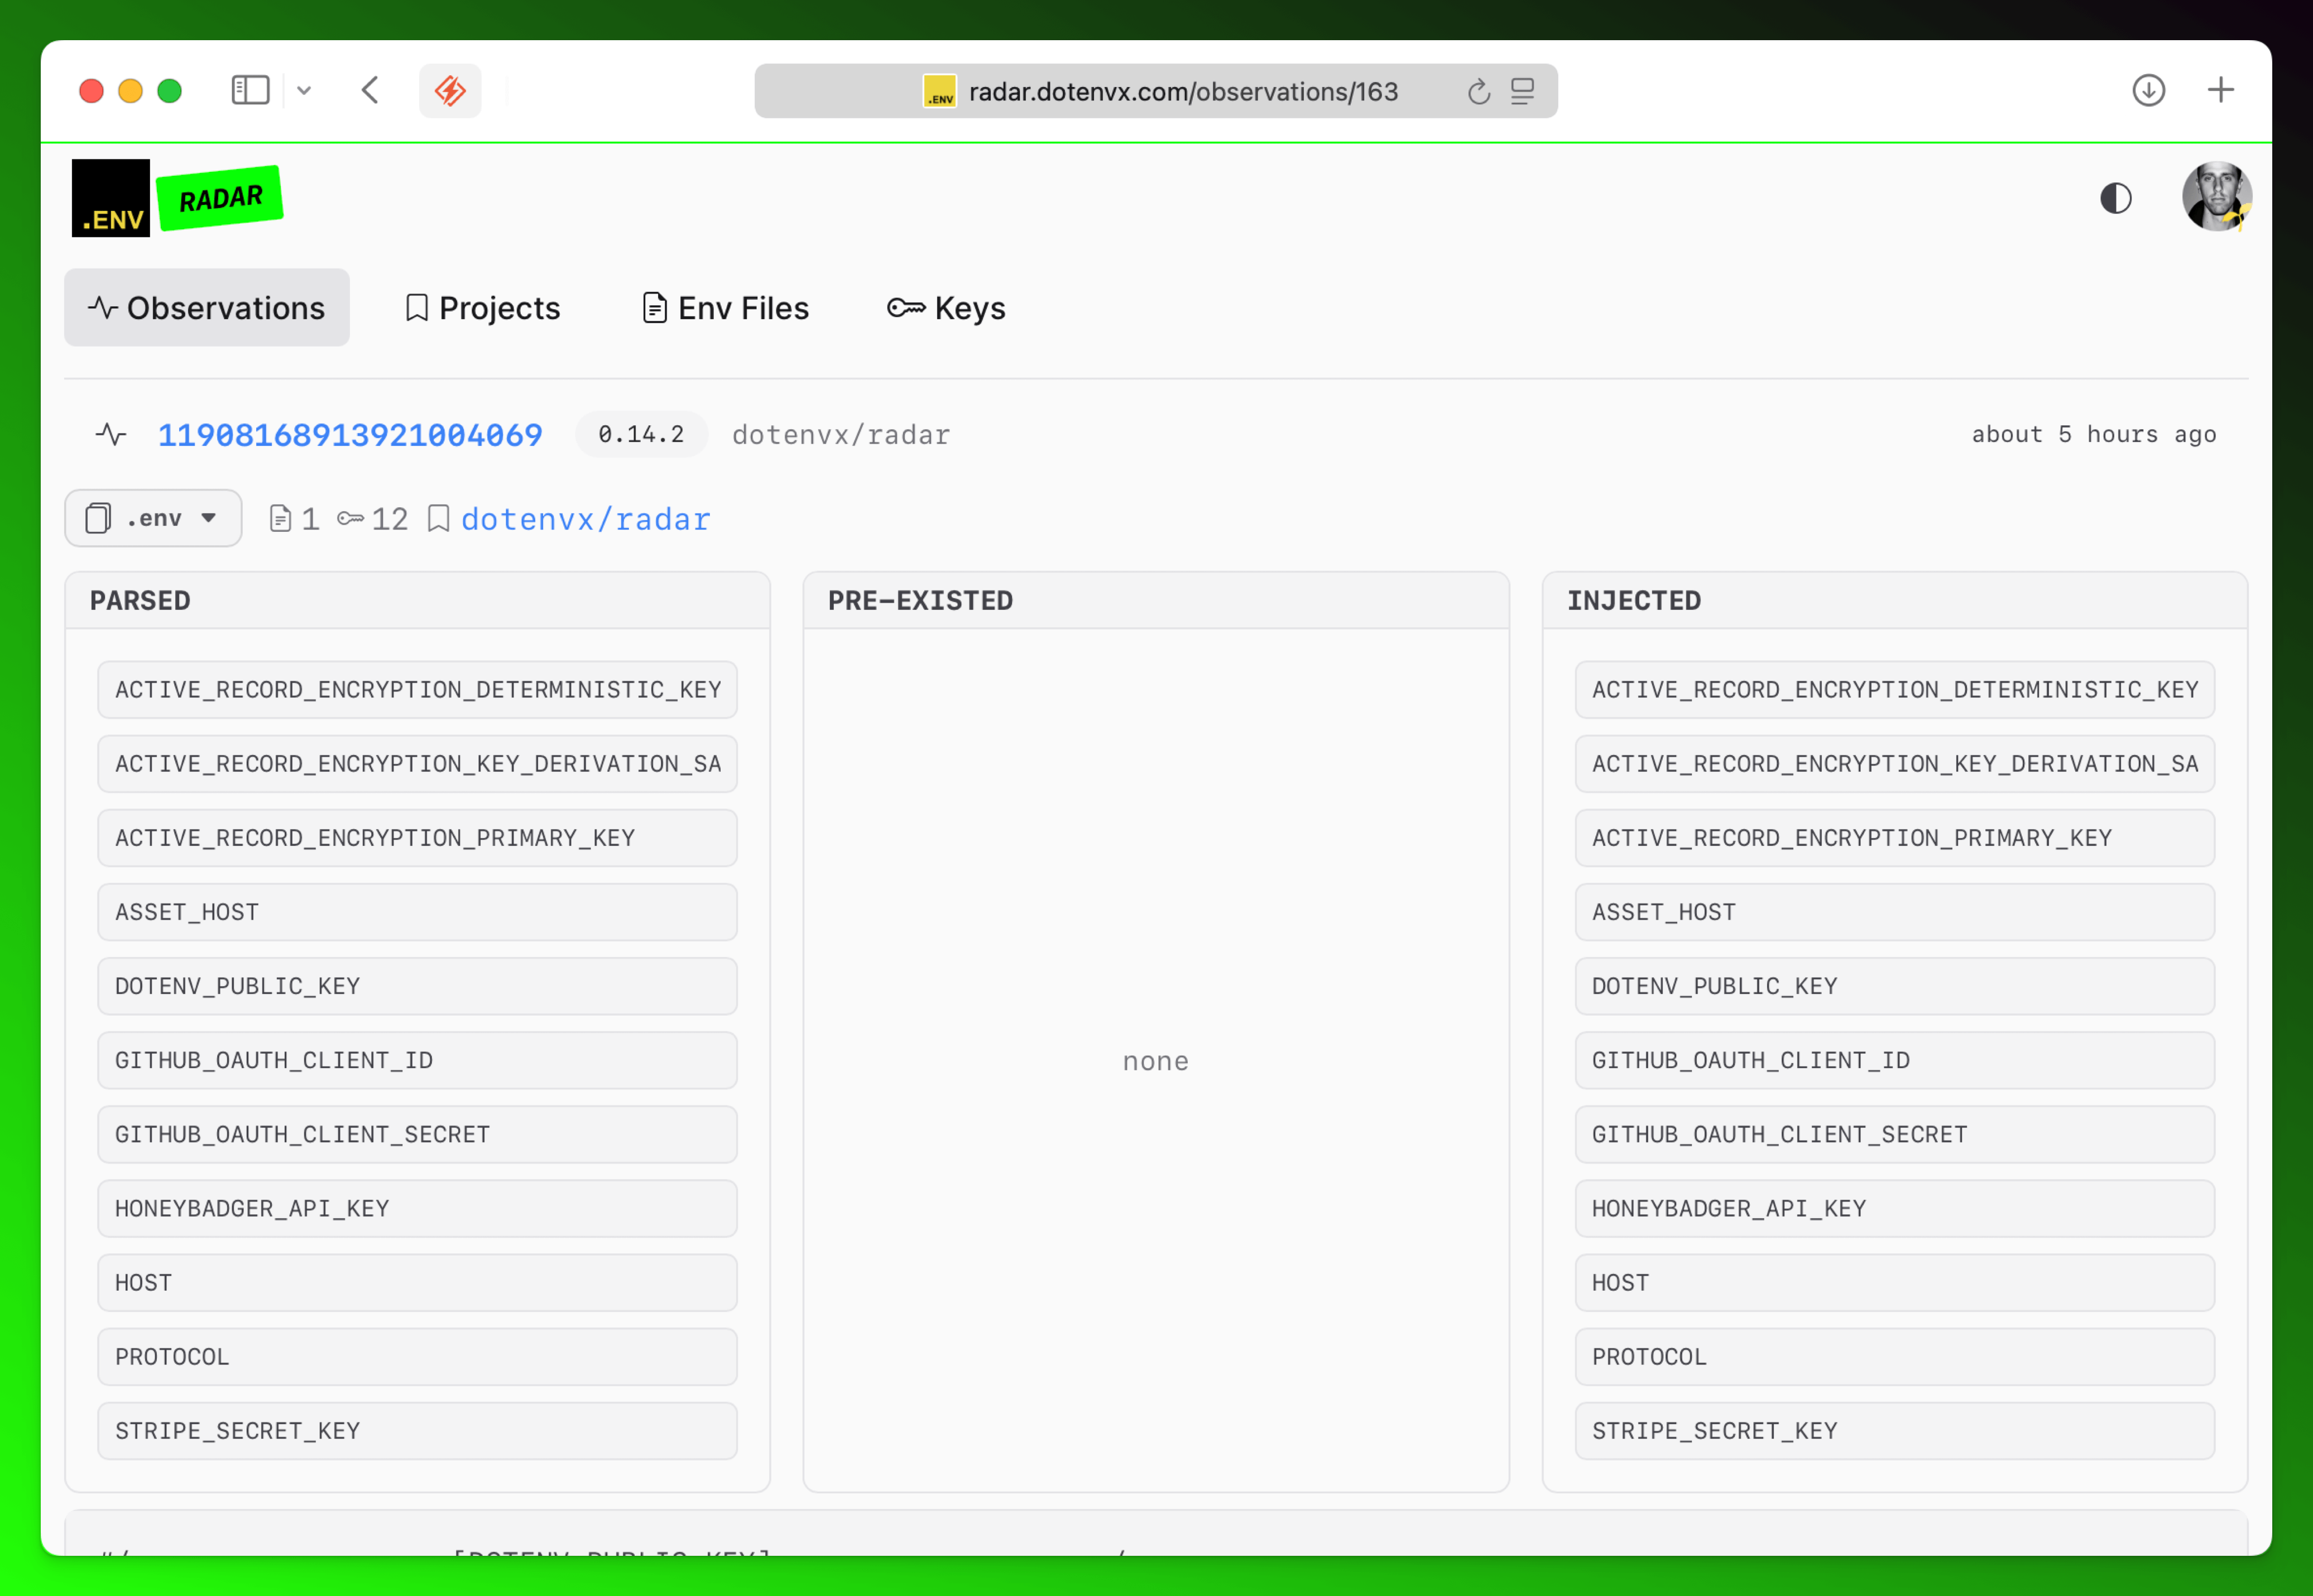 .ENV radar.dotenvx.com/observations/163
.ENV RADAR
Observations Projects Env Files Keys
11908168913921004069 0.14.2 dotenvx/radar about 5 hours ago
.env 1 12 dotenvx/radar
PARSED
ACTIVE_RECORD_ENCRYPTION_DETERMINISTIC_KEY
ACTIVE_RECORD_ENCRYPTION_KEY_DERIVATION_SA
ACTIVE_RECORD_ENCRYPTION_PRIMARY_KEY
ASSET_HOST
DOTENV_PUBLIC_KEY
GITHUB_OAUTH_CLIENT_ID
GITHUB_OAUTH_CLIENT_SECRET
HONEYBADGER_API_KEY
HOST
PROTOCOL
STRIPE_SECRET_KEY
PRE-EXISTED
none
INJECTED
ACTIVE_RECORD_ENCRYPTION_DETERMINISTIC_KEY
ACTIVE_RECORD_ENCRYPTION_KEY_DERIVATION_SA
ACTIVE_RECORD_ENCRYPTION_PRIMARY_KEY
ASSET_HOST
DOTENV_PUBLIC_KEY
GITHUB_OAUTH_CLIENT_ID
GITHUB_OAUTH_CLIENT_SECRET
HONEYBADGER_API_KEY
HOST
PROTOCOL
STRIPE_SECRET_KEY
[DOTENV_PUBLIC_KEY]